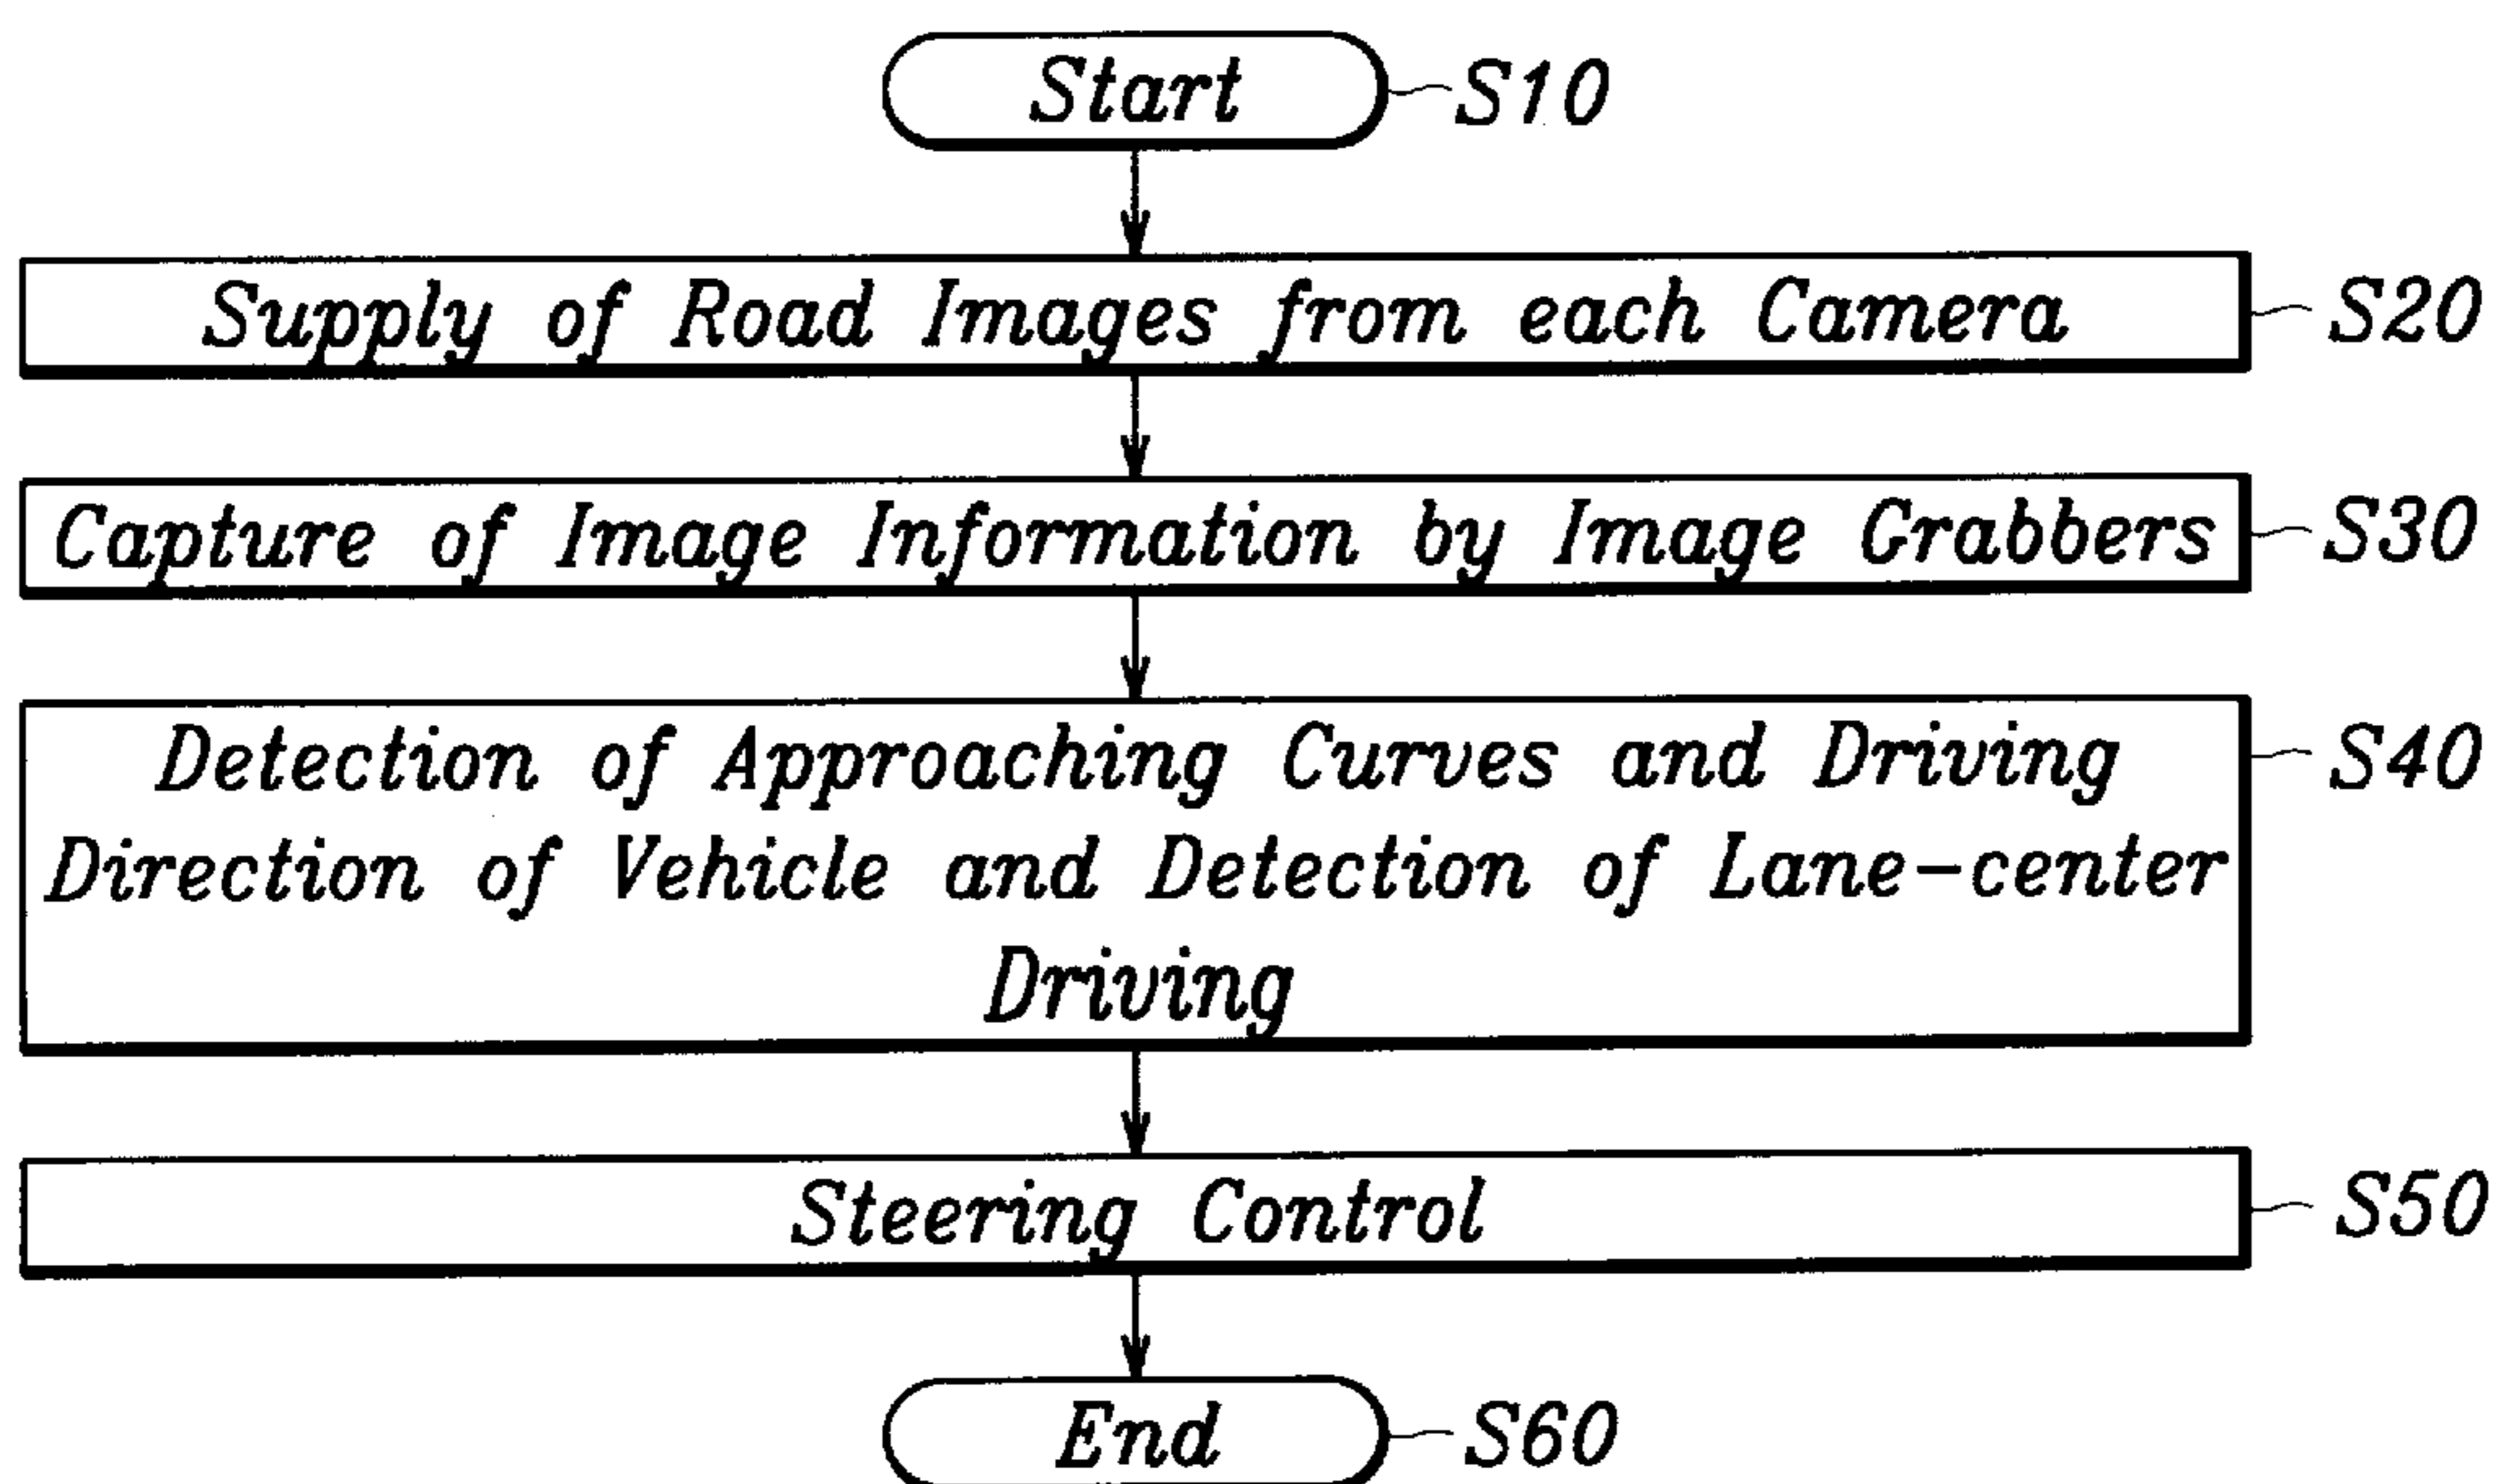 Start S10
Supply of Road Images from each Camera S20
Capture of Image Information by Image Grabbers S30
Detection of Approaching Curves and Driving S40
Direction of Vehicle and Detection of Lane-center
Driving
Steering Control S50
End S60